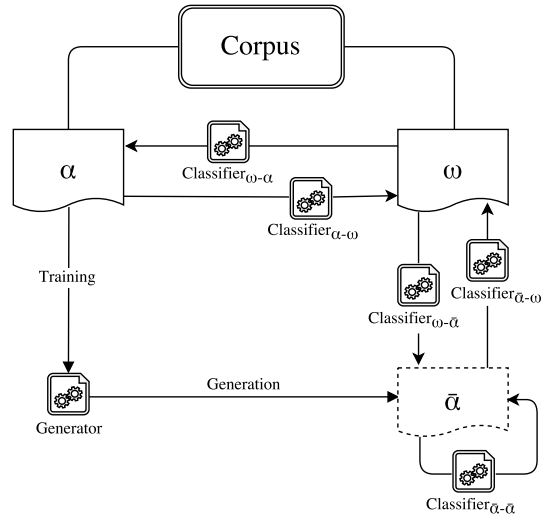 Corpus
α
ω
Classifierω-α
Classifierα-ω
Training
Classifierω-ᾱ
Classifierᾱ-ω
Generator
Generation
ᾱ
Classifierᾱ-ᾱ